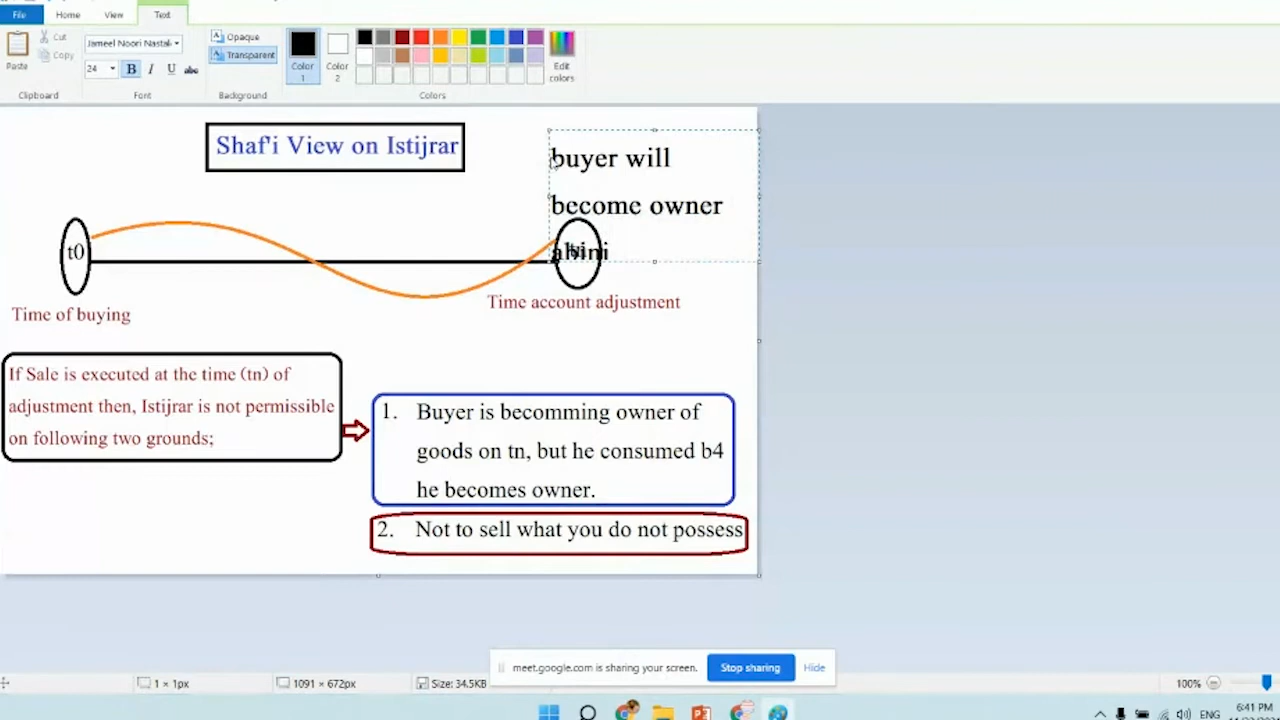 File Home View Text
Paste
Cut
Copy
Clipboard
Jameel Noori Nastal
24 B I U abc
Font
Opaque
Transparent
Background
Color 1
Color 2
Edit colors
Colors
Shaf'i View on Istijrar
buyer will
become owner
t0
Time of buying
Time account adjustment
If Sale is executed at the time (tn) of
adjustment then, Istijrar is not permissible
on following two grounds;
1. Buyer is becomming owner of
goods on tn, but he consumed b4
he becomes owner.
2. Not to sell what you do not possess
meet.google.com is sharing your screen. Stop sharing Hide
1 × 1px 1091 × 672px Size: 34.5KB 100%
ENG 6:41 PM